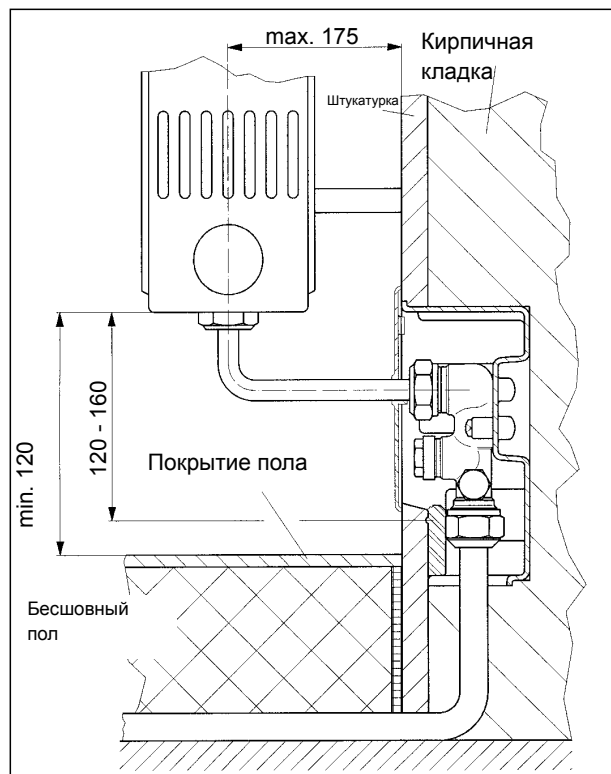 max. 175
Кирпичная
кладка
Штукатурка
min. 120
120 - 160
Покрытие пола
Бесшовный
пол